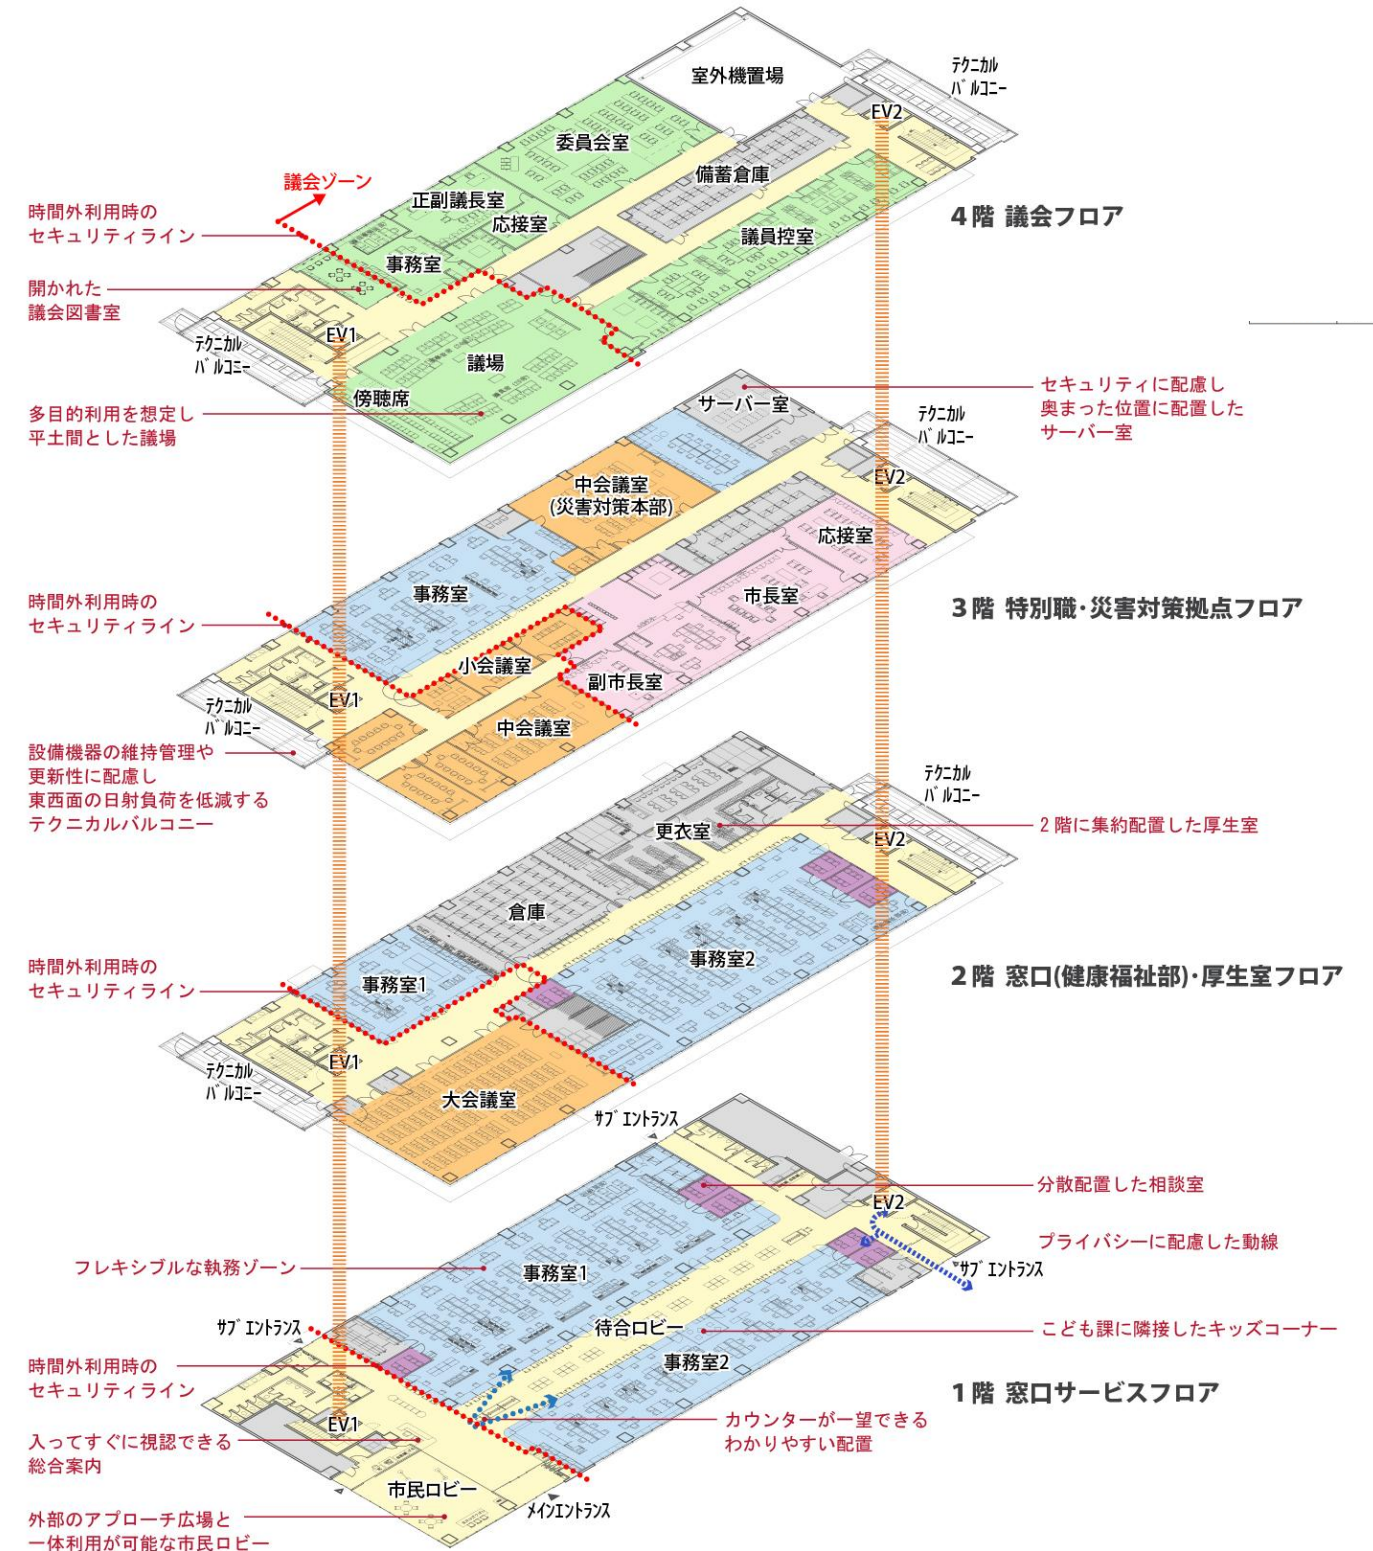 室外機置場
テクニカル
バルコニー
EV2
委員会室
備蓄倉庫
議会ゾーン
正副議長室
応接室
時間外利用時の
セキュリティライン
4階 議会フロア
議員控室
事務室
開かれた
議会図書室
EV1
テクニカル
バルコニー
議場
傍聴席
多目的利用を想定し
平土間とした議場
サーバー室
セキュリティに配慮し
奥まった位置に配置した
サーバー室
テクニカル
バルコニー
EV2
中会議室
(災害対策本部)
応接室
事務室
市長室
時間外利用時の
セキュリティライン
3階 特別職・災害対策拠点フロア
小会議室
副市長室
EV1
テクニカル
バルコニー
中会議室
設備機器の維持管理や
更新性に配慮し
東西面の日射負荷を低減する
テクニカルバルコニー
テクニカル
バルコニー
更衣室
EV2
2階に集約配置した厚生室
倉庫
事務室2
時間外利用時の
セキュリティライン
事務室1
2階 窓口(健康福祉部)・厚生室フロア
EV1
テクニカル
バルコニー
大会議室
サブエントランス
分散配置した相談室
EV2
プライバシーに配慮した動線
サブエントランス
フレキシブルな執務ゾーン
事務室1
サブエントランス
待合ロビー
こども課に隣接したキッズコーナー
時間外利用時の
セキュリティライン
事務室2
1階 窓口サービスフロア
EV1
カウンターが一望できる
わかりやすい配置
入ってすぐに視認できる
総合案内
市民ロビー
メインエントランス
外部のアプローチ広場と
一体利用が可能な市民ロビー